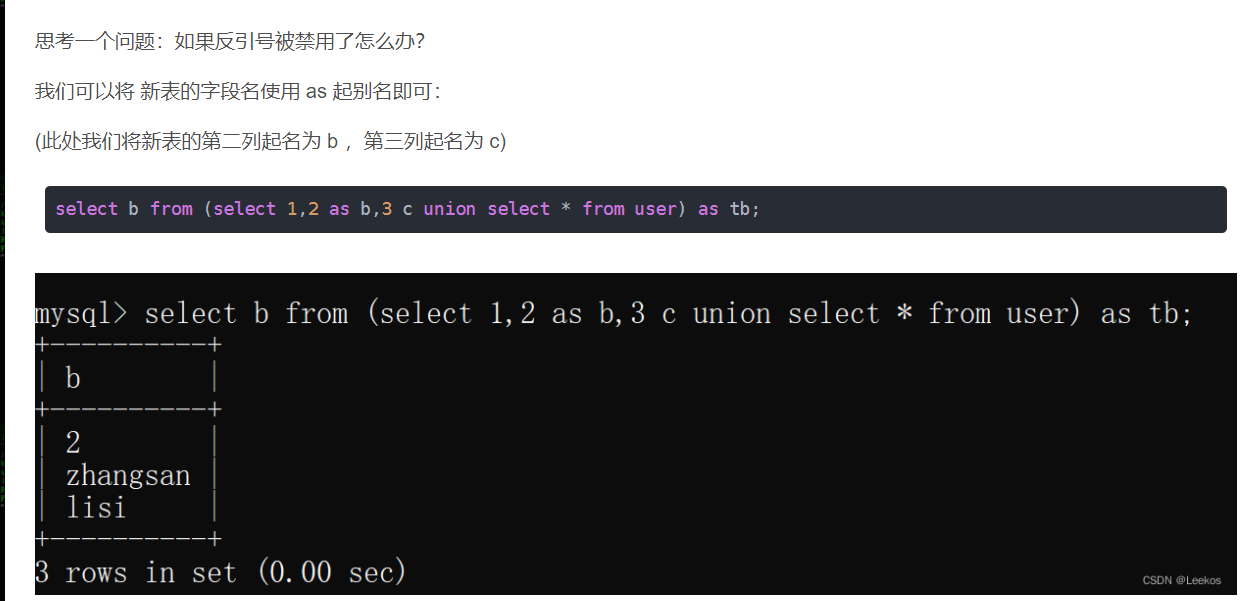 思考一个问题：如果反引号被禁用了怎么办？
我们可以将 新表的字段名使用 as 起别名即可：
(此处我们将新表的第二列起名为 b ，第三列起名为 c)
select b from (select 1,2 as b,3 c union select * from user) as tb;
mysql> select b from (select 1,2 as b,3 c union select * from user) as tb;
+----------+
| b        |
+----------+
| 2        |
| zhangsan |
| lisi     |
+----------+
3 rows in set (0.00 sec)
CSDN @Leekos